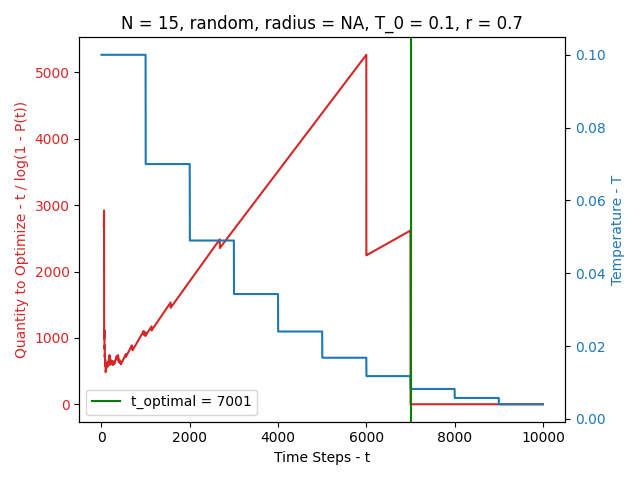 N = 15, random, radius = NA, T_0 = 0.1, r = 0.7
Quantity to Optimize - t / log(1 - P(t))
5000
4000
3000
2000
1000
0
0.10
0.08
0.06
0.04
0.02
0.00
Temperature - T
t_optimal = 7001
0 2000 4000 6000 8000 10000
Time Steps - t